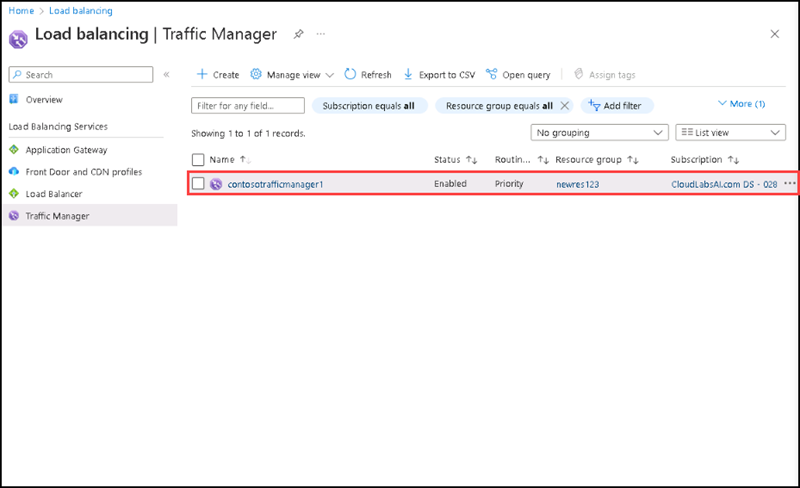 Home > Load balancing
Load balancing | Traffic Manager ...
Search «
Overview
Load Balancing Services
Application Gateway
Front Door and CDN profiles
Load Balancer
Traffic Manager
Create Manage view Refresh Export to CSV Open query Assign tags
Filter for any field... Subscription equals all Resource group equals all Add filter More (1)
Showing 1 to 1 of 1 records. No grouping List view
Name Status Routin... Resource group Subscription
contosotrafficmanager1 Enabled Priority newres123 CloudLabsAI.com DS - 028 ...